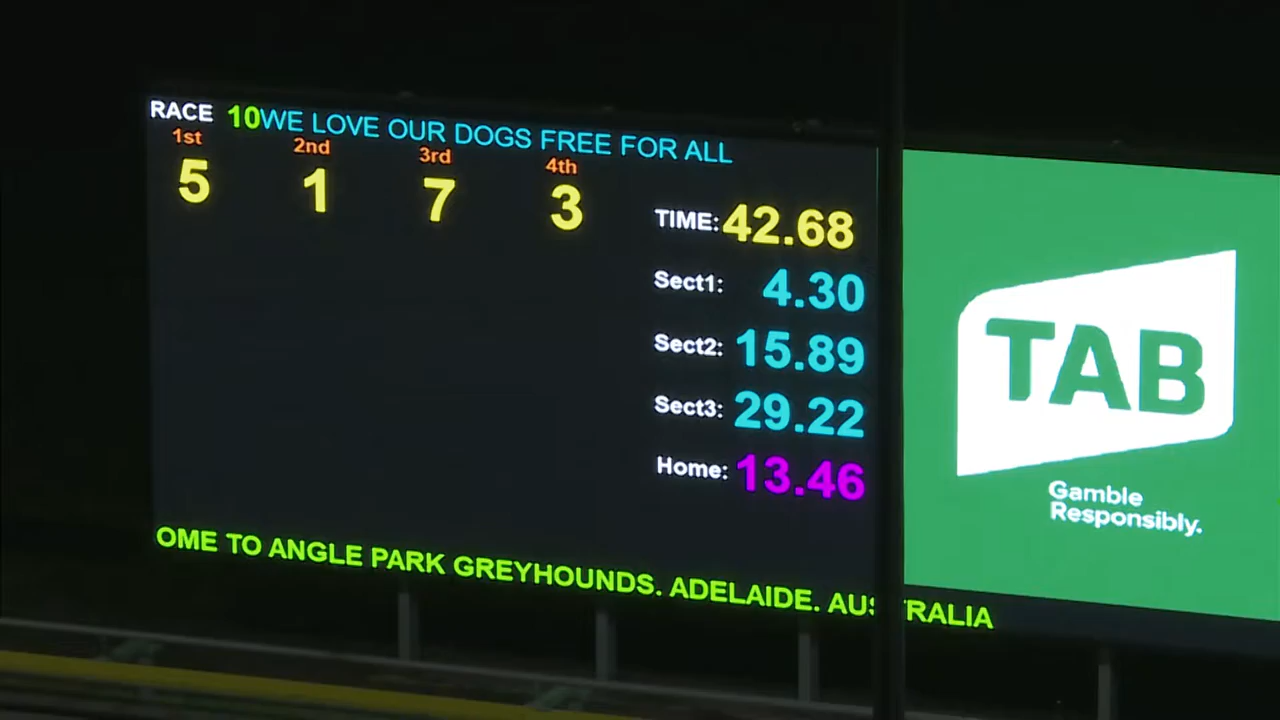 RACE 10WE LOVE OUR DOGS FREE FOR ALL
1st 2nd 3rd 4th
5 1 7 3
TIME: 42.68
Sect1: 4.30
Sect2: 15.89
Sect3: 29.22
Home: 13.46
OME TO ANGLE PARK GREYHOUNDS. ADELAIDE. AUSTRALIA
TAB
Gamble
Responsibly.